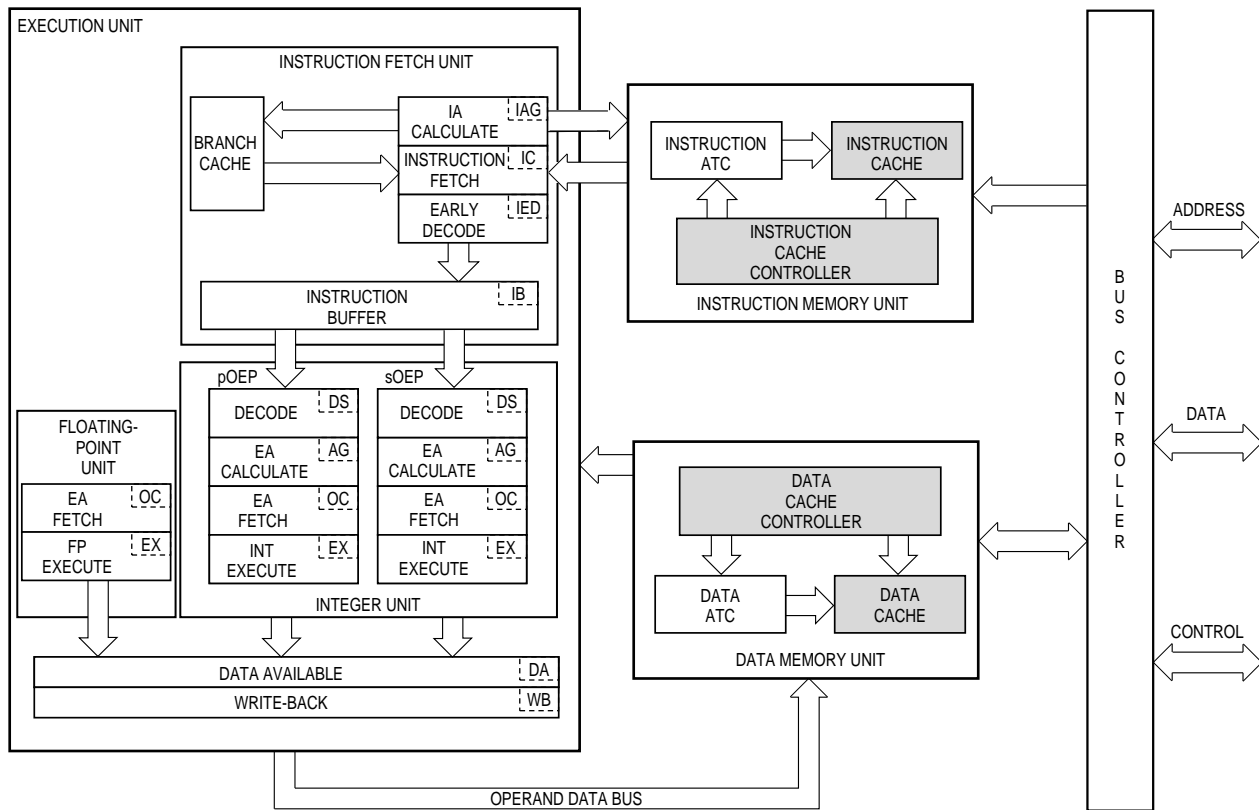 EXECUTION UNIT
INSTRUCTION FETCH UNIT
BRANCH
CACHE
IA
CALCULATE
IAG
INSTRUCTION
FETCH
IC
EARLY
DECODE
IED
INSTRUCTION
BUFFER
IB
INSTRUCTION
ATC
INSTRUCTION
CACHE
INSTRUCTION
CACHE
CONTROLLER
INSTRUCTION MEMORY UNIT
pOEP
sOEP
DECODE
DS
EA
CALCULATE
AG
EA
FETCH
OC
INT
EXECUTE
EX
DECODE
DS
EA
CALCULATE
AG
EA
FETCH
OC
INT
EXECUTE
EX
INTEGER UNIT
FLOATING-
POINT
UNIT
EA
FETCH
OC
FP
EXECUTE
EX
DATA AVAILABLE
DA
WRITE-BACK
WB
DATA
CACHE
CONTROLLER
DATA
ATC
DATA
CACHE
DATA MEMORY UNIT
OPERAND DATA BUS
BUS CONTROLLER
ADDRESS
DATA
CONTROL